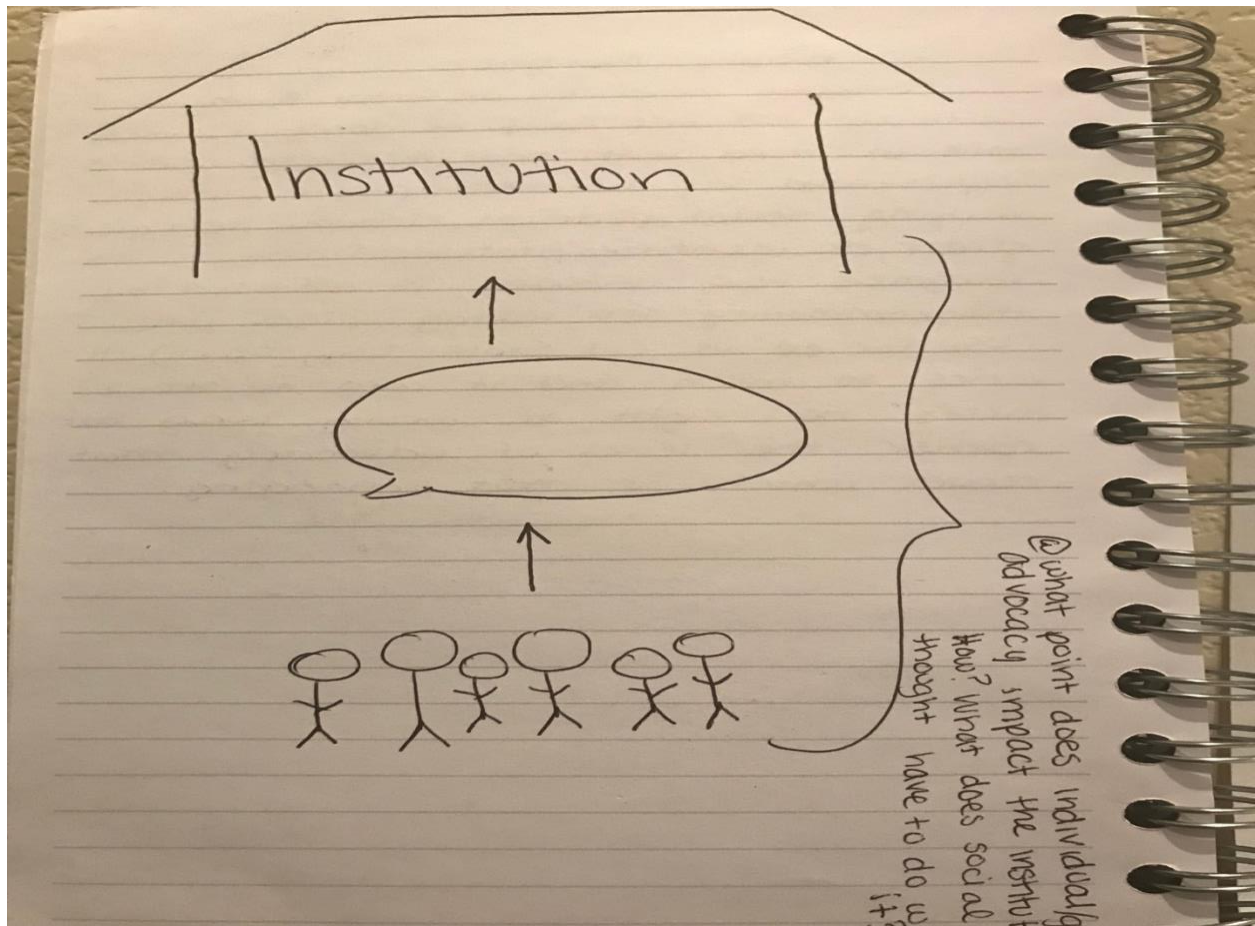 Institution
@what point does individual/g
advocacy impact the institut
How? What does social
thought have to do w
it?